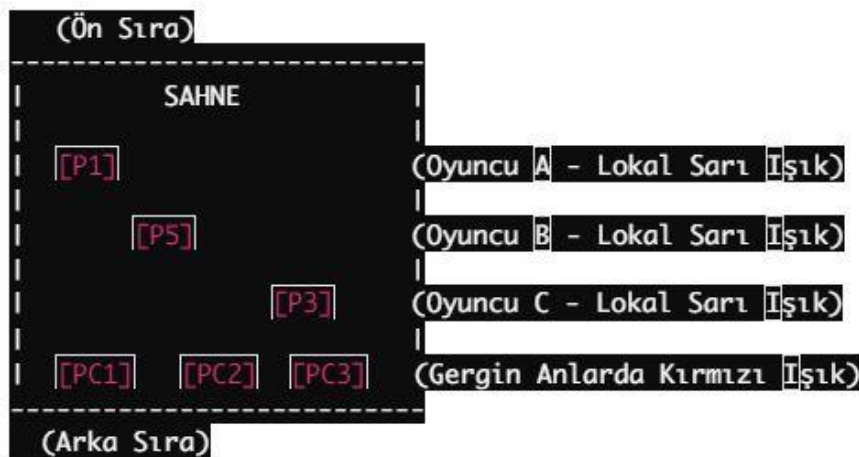 (Ön Sıra)
-----------------------------
| SAHNE |
| |
| [P1] (Oyuncu A - Lokal Sarı Işık)
| |
| [P5] (Oyuncu B - Lokal Sarı Işık)
| |
| [P3] (Oyuncu C - Lokal Sarı Işık)
| |
| [PC1] [PC2] [PC3] (Gergin Anlarda Kırmızı Işık)
-----------------------------
(Arka Sıra)